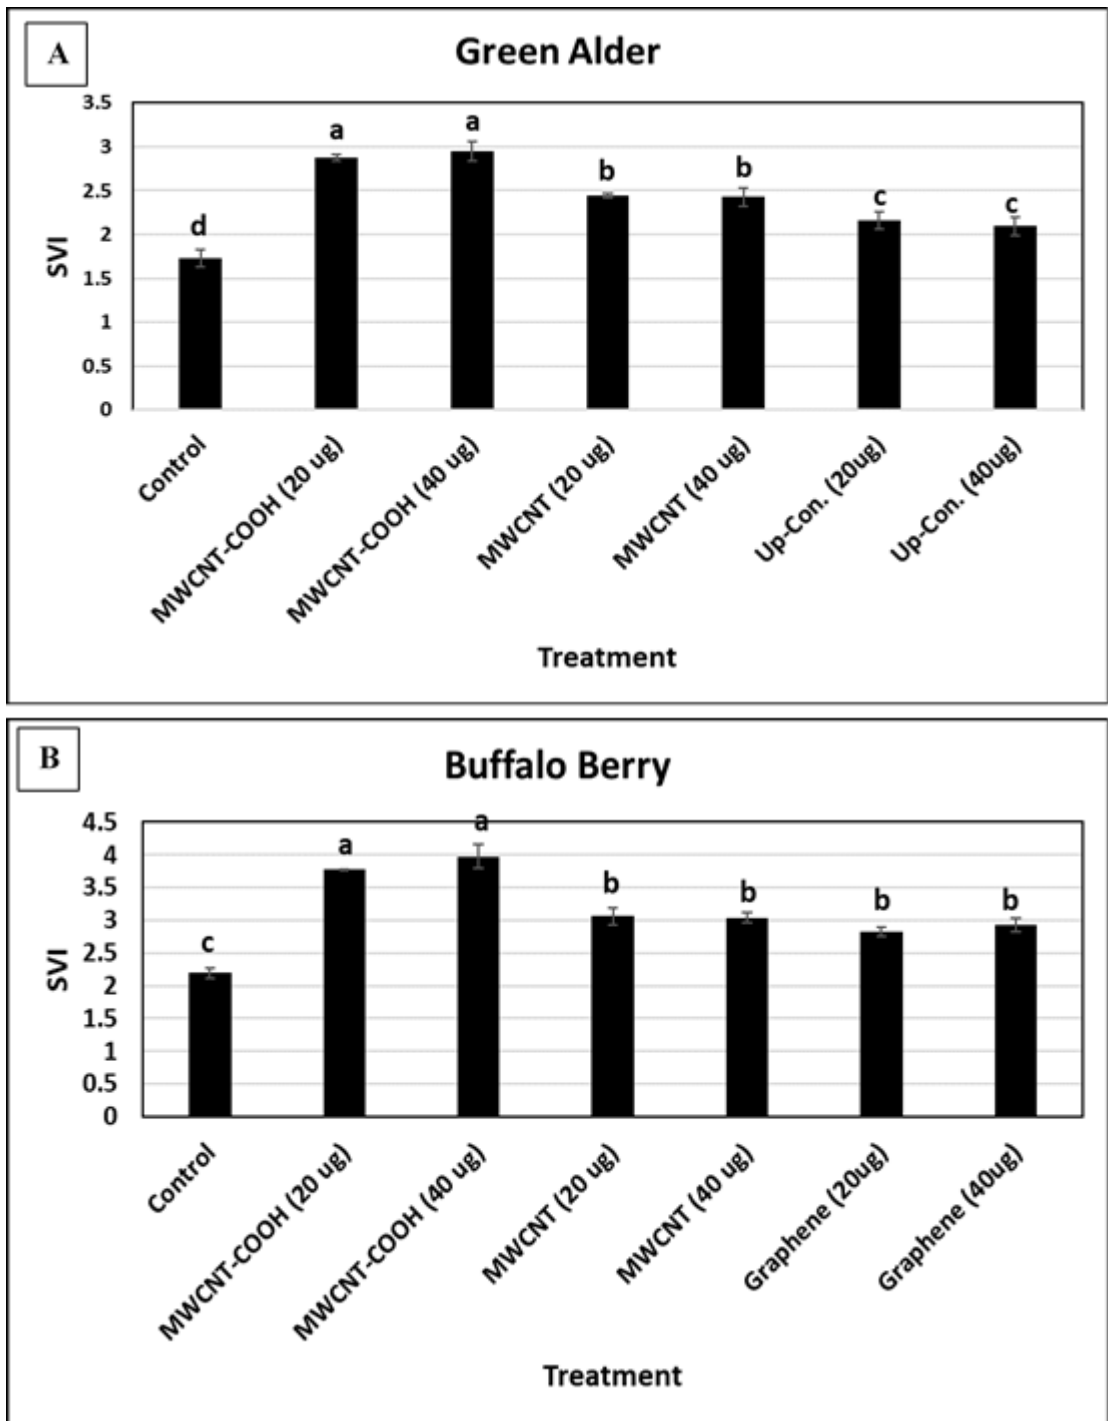 A
Green Alder
3.5
3
2.5
2
1.5
1
0.5
0
SVI
d
a
a
b
b
c
c
Control
MWCNT-COOH (20 ug)
MWCNT-COOH (40 ug)
MWCNT (20 ug)
MWCNT (40 ug)
Up-Con. (20ug)
Up-Con. (40ug)
Treatment
B
Buffalo Berry
4.5
4
3.5
3
2.5
2
1.5
1
0.5
0
SVI
c
a
a
b
b
b
b
Control
MWCNT-COOH (20 ug)
MWCNT-COOH (40 ug)
MWCNT (20 ug)
MWCNT (40 ug)
Graphene (20ug)
Graphene (40ug)
Treatment